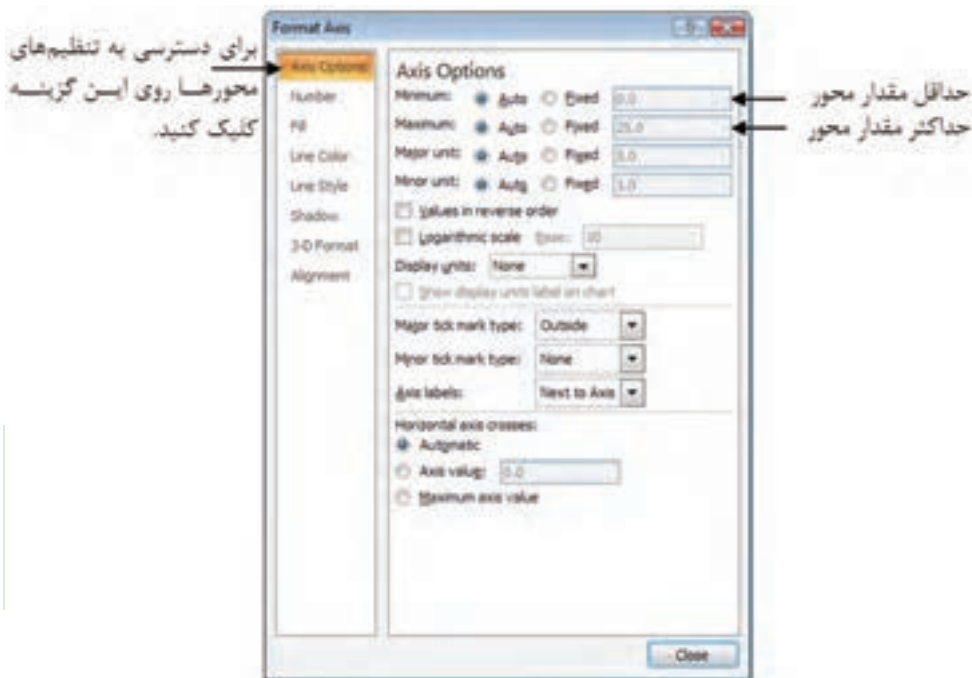 Format Axis
برای دسترسی به تنظیم‌های
محورها روی این گزینه
کلیک کنید.
Axis Options
Number
Fill
Line Color
Line Style
Shadow
3-D Format
Alignment
Axis Options
Minimum: Auto Fixed 0.0
Maximum: Auto Fixed 25.0
Major unit: Auto Fixed 5.0
Minor unit: Auto Fixed 1.0
Values in reverse order
Logarithmic scale Base: 10
Display units: None
Show display units label on chart
Major tick mark type: Outside
Minor tick mark type: None
Axis labels: Next to Axis
Horizontal axis crosses:
Automatic
Axis value: 0.0
Maximum axis value
Close
حداقل مقدار محور
حداکثر مقدار محور